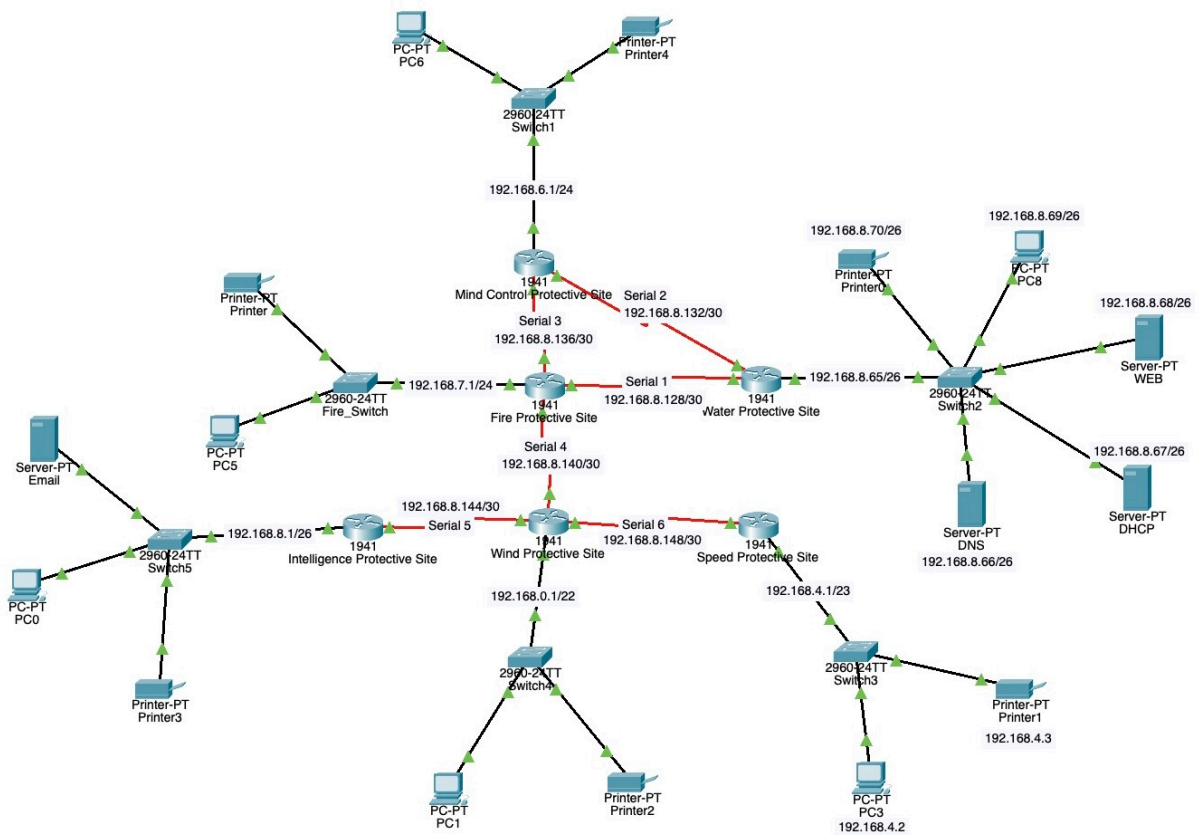 PC-PT
PC6
Printer-PT
Printer4
2960-24TT
Switch1
192.168.6.1/24
1941
Mind Control Protective Site
192.168.8.70/26
Printer-PT
Printer0
192.168.8.69/26
PC-PT
PC8
Printer-PT
Printer
Serial 2
192.168.8.132/30
Serial 3
192.168.8.136/30
192.168.8.68/26
Server-PT
WEB
2960-24TT
Fire_Switch
192.168.7.1/24
1941
Fire Protective Site
Serial 1
192.168.8.128/30
1941
Water Protective Site
192.168.8.65/26
2960-24TT
Switch2
PC-PT
PC5
Server-PT
Email
Serial 4
192.168.8.140/30
192.168.8.67/26
Server-PT
DHCP
Server-PT
DNS
192.168.8.66/26
2960-24TT
Switch5
192.168.8.1/26
1941
Intelligence Protective Site
192.168.8.144/30
Serial 5
1941
Wind Protective Site
Serial 6
192.168.8.148/30
1941
Speed Protective Site
PC-PT
PC0
192.168.0.1/22
192.168.4.1/23
Printer-PT
Printer3
2960-24TT
Switch4
2960-24TT
Switch3
Printer-PT
Printer1
192.168.4.3
PC-PT
PC1
Printer-PT
Printer2
PC-PT
PC3
192.168.4.2